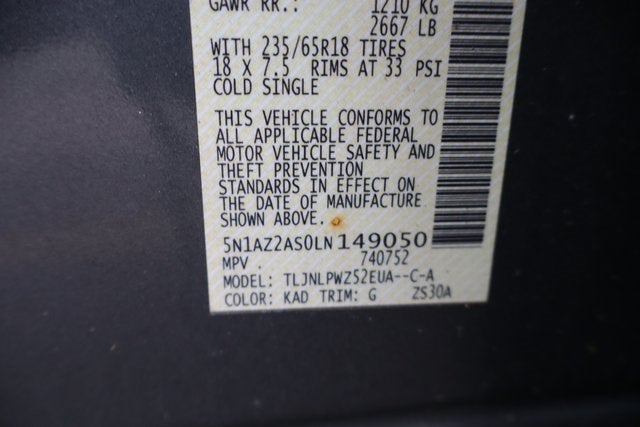 GAWR RR.: 1210 KG
2667 LB
WITH 235/65R18 TIRES
18 X 7.5 RIMS AT 33 PSI
COLD SINGLE
THIS VEHICLE CONFORMS TO
ALL APPLICABLE FEDERAL
MOTOR VEHICLE SAFETY AND
THEFT PREVENTION
STANDARDS IN EFFECT ON
THE DATE OF MANUFACTURE
SHOWN ABOVE.
5N1AZ2AS0LN149050
MPV . 740752
MODEL: TLJNLPWZ52EUA--C-A
COLOR: KAD TRIM: G ZS30A